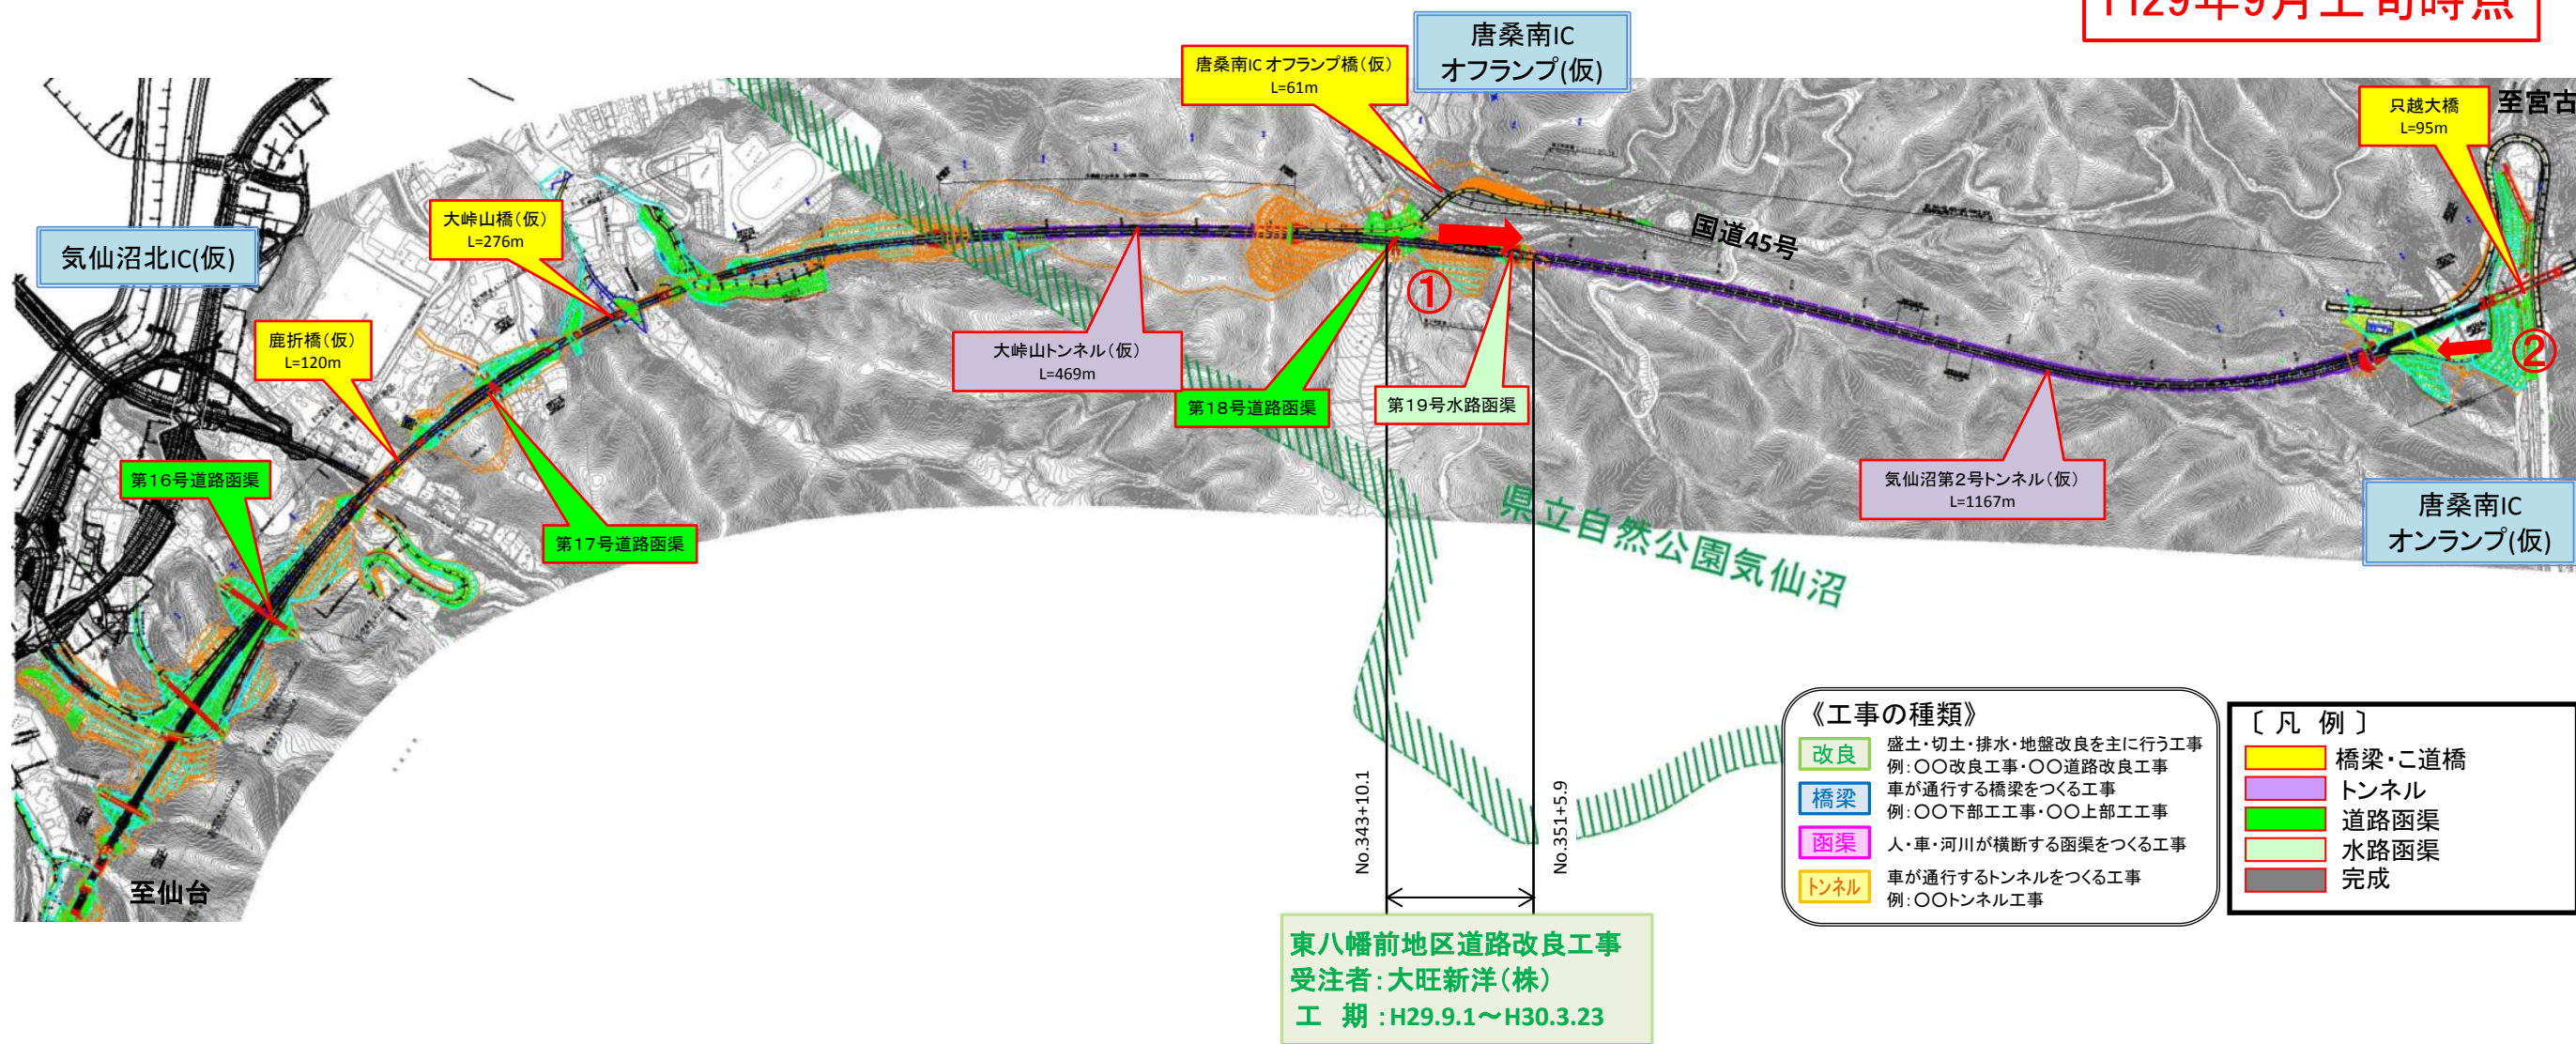 H29年9月上旬時点
唐桑南IC
オフランプ(仮)
唐桑南IC オフランプ橋(仮)
L=61m
只越大橋
L=95m
至宮古
大峠山橋(仮)
L=276m
気仙沼北IC(仮)
国道45号
①
②
鹿折橋(仮)
L=120m
大峠山トンネル(仮)
L=469m
第18号道路函渠
第19号水路函渠
第16号道路函渠
第17号道路函渠
気仙沼第2号トンネル(仮)
L=1167m
唐桑南IC
オンランプ(仮)
県立自然公園気仙沼
至仙台
No.343+10.1
No.351+5.9
東八幡前地区道路改良工事
受注者:大旺新洋(株)
工 期:H29.9.1～H30.3.23
《工事の種類》
改良 盛土・切土・排水・地盤改良を主に行う工事
例:〇〇改良工事・〇〇道路改良工事
橋梁 車が通行する橋梁をつくる工事
例:〇〇下部工工事・〇〇上部工工事
函渠 人・車・河川が横断する函渠をつくる工事
トンネル 車が通行するトンネルをつくる工事
例:〇〇トンネル工事
〔 凡 例 〕
橋梁・こ道橋
トンネル
道路函渠
水路函渠
完成